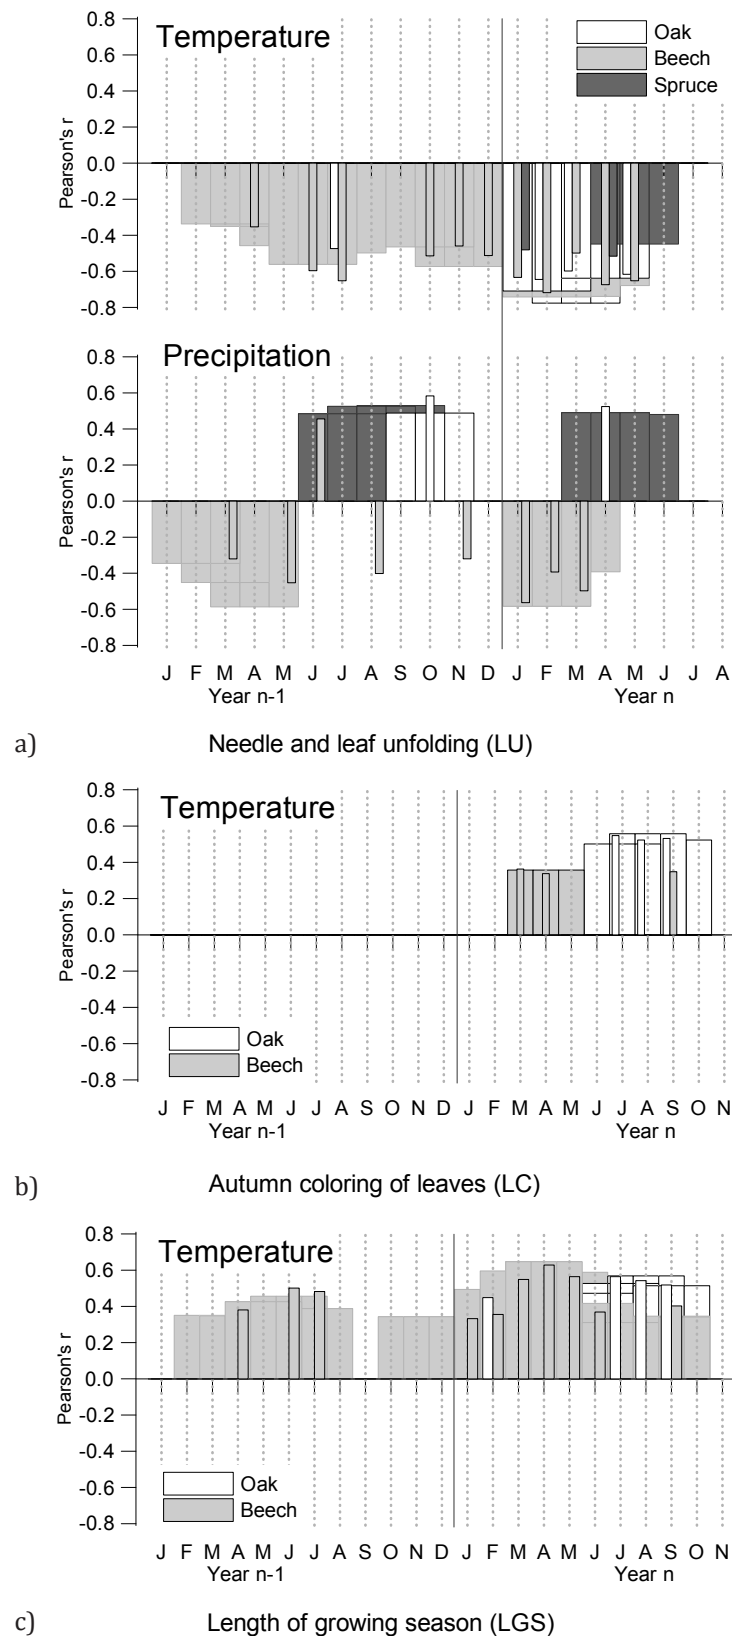 Temperature
Oak
Beech
Spruce
0.8
0.6
0.4
0.2
0.0
-0.2
-0.4
-0.6
-0.8
Pearson's r
Precipitation
0.8
0.6
0.4
0.2
0.0
-0.2
-0.4
-0.6
-0.8
Pearson's r
J F M A M J J A S O N D J F M A M J J A
Year n-1 Year n
a) Needle and leaf unfolding (LU)
Temperature
0.8
0.6
0.4
0.2
0.0
-0.2
-0.4
-0.6
-0.8
Pearson's r
Oak
Beech
J F M A M J J A S O N D J F M A M J J A S O N
Year n-1 Year n
b) Autumn coloring of leaves (LC)
Temperature
0.8
0.6
0.4
0.2
0.0
-0.2
-0.4
-0.6
-0.8
Pearson's r
Oak
Beech
J F M A M J J A S O N D J F M A M J J A S O N
Year n-1 Year n
c) Length of growing season (LGS)